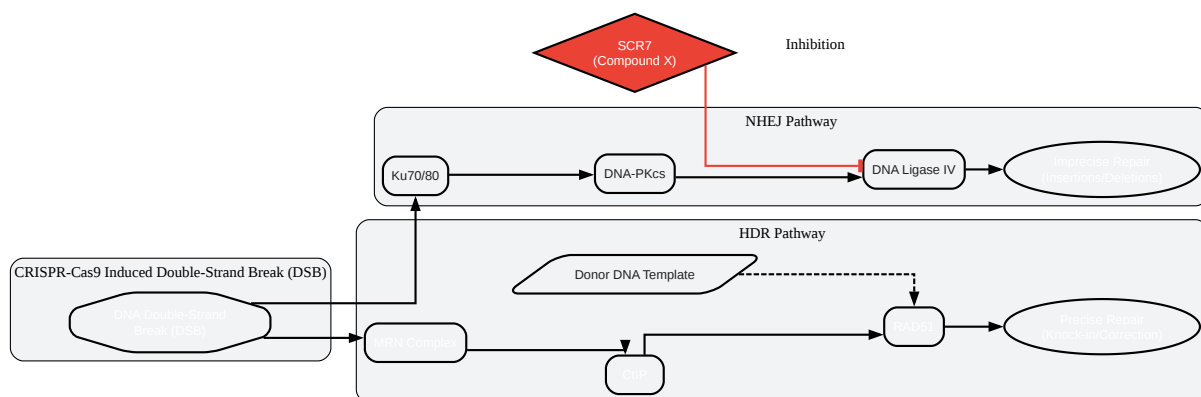 SCR7
(Compound X)
Inhibition
NHEJ Pathway
Ku70/80
DNA-PKcs
DNA Ligase IV
Imprecise Repair
(Insertions/Deletions)
HDR Pathway
Donor DNA Template
CRISPR-Cas9 Induced Double-Strand Break (DSB)
DNA Double-Strand
Break (DSB)
MRN Complex
CtIP
RAD51
Precise Repair
(Knock-in/Correction)